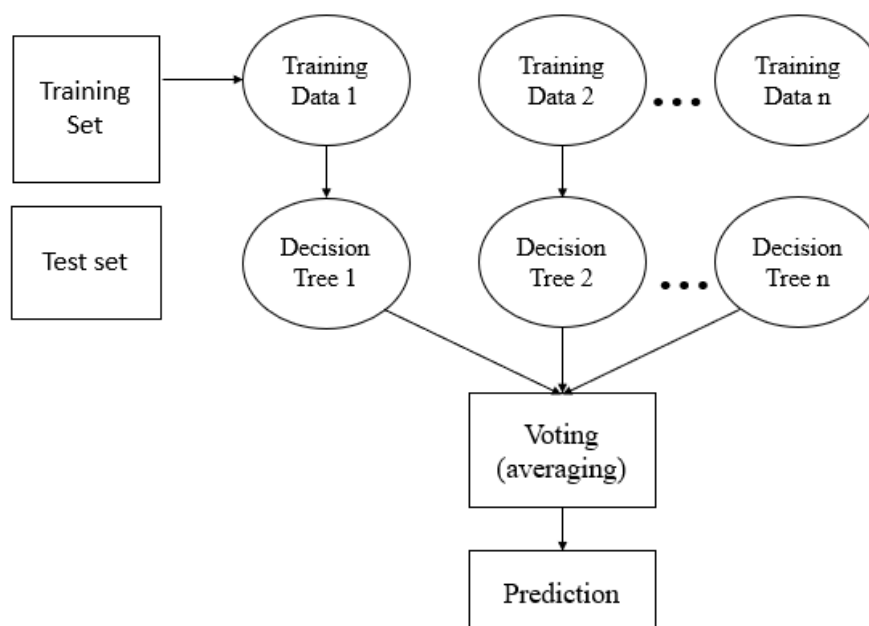 Training
Set
Training
Data 1
Training
Data 2
...
Training
Data n
Test set
Decision
Tree 1
Decision
Tree 2
...
Decision
Tree n
Voting
(averaging)
Prediction